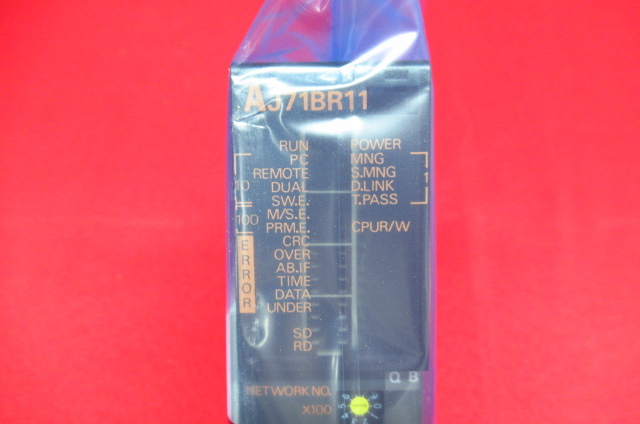 AJ71BR11
RUN POWER
PC MNG
REMOTE S.MNG
10 DUAL D.LINK 1
SW.E. T.PASS
100 M/S.E.
PRM.E. CPUR/W
CRC
OVER
AB.IF
TIME
DATA
UNDER
ERROR
SD
RD
Q B
NETWORK NO.
X100